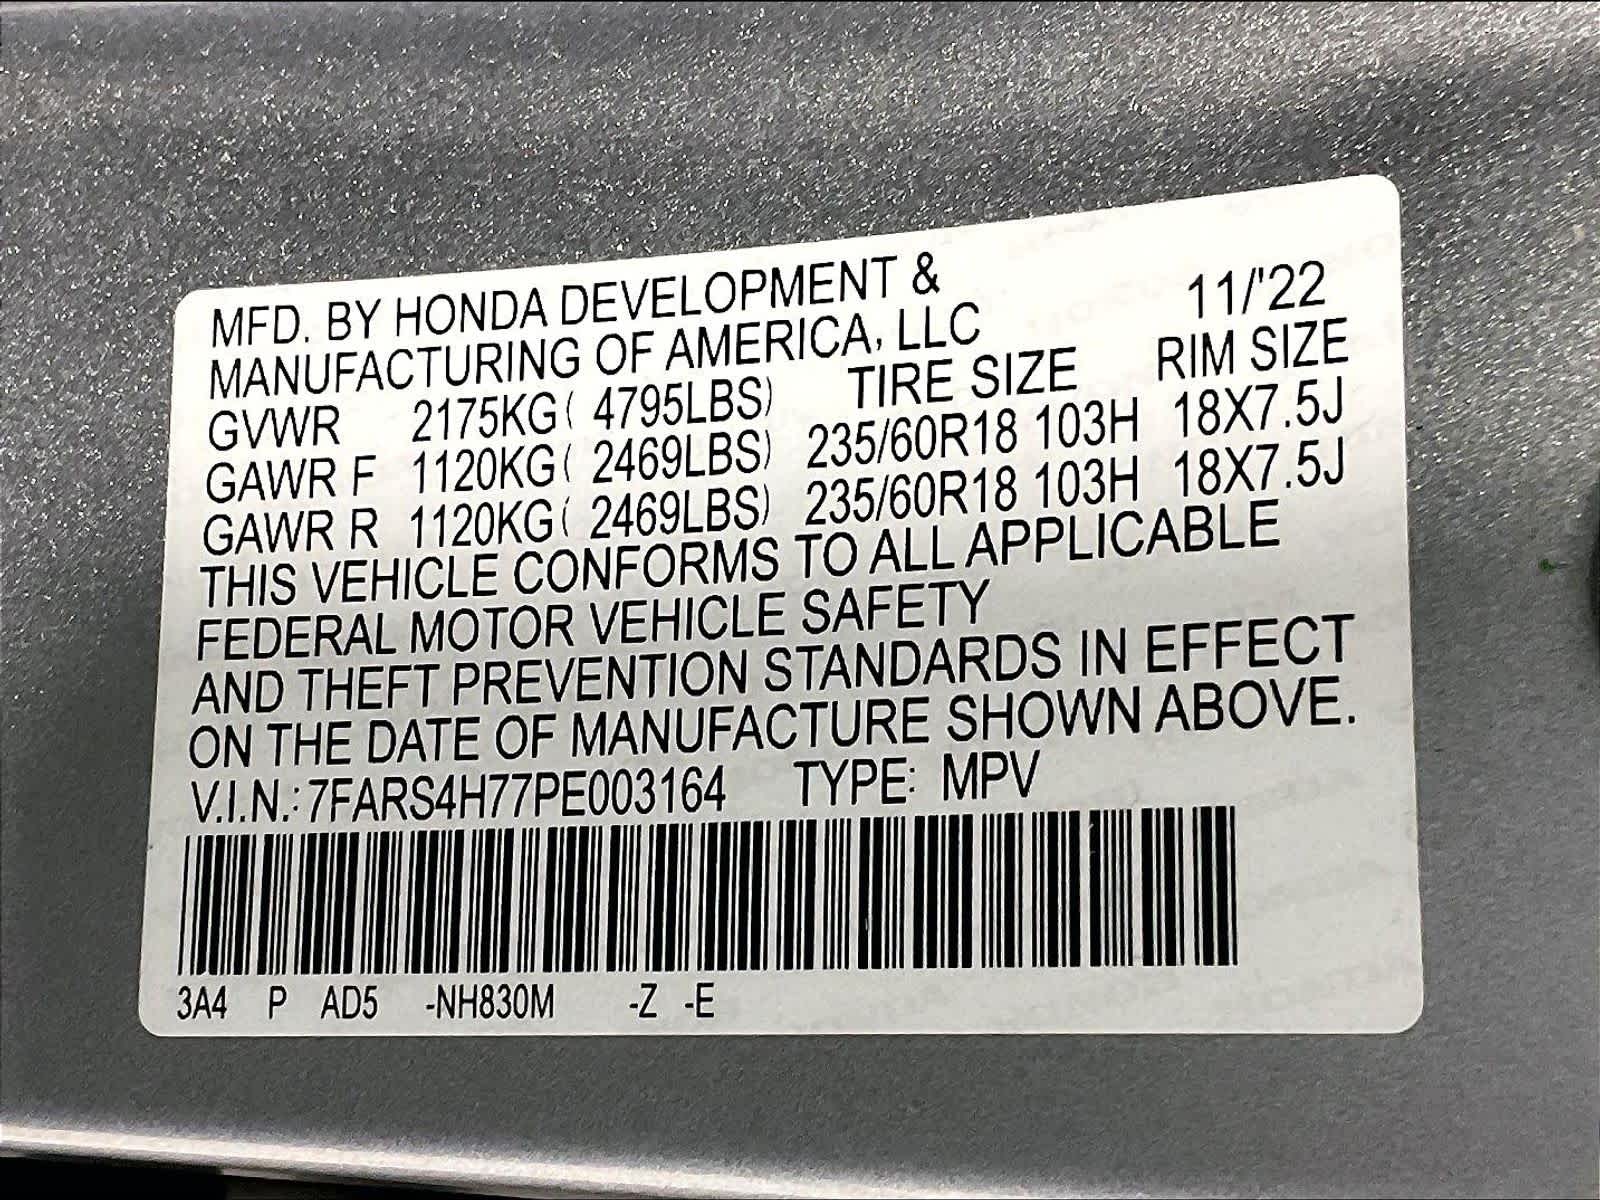 MFD. BY HONDA DEVELOPMENT & 11/'22
MANUFACTURING OF AMERICA, LLC
TIRE SIZE RIM SIZE
GVWR 2175KG( 4795LBS)
GAWR F 1120KG( 2469LBS) 235/60R18 103H 18X7.5J
GAWR R 1120KG( 2469LBS) 235/60R18 103H 18X7.5J
THIS VEHICLE CONFORMS TO ALL APPLICABLE
FEDERAL MOTOR VEHICLE SAFETY
AND THEFT PREVENTION STANDARDS IN EFFECT
ON THE DATE OF MANUFACTURE SHOWN ABOVE.
V.I.N.: 7FARS4H77PE003164 TYPE: MPV
3A4 P AD5 -NH830M -Z -E